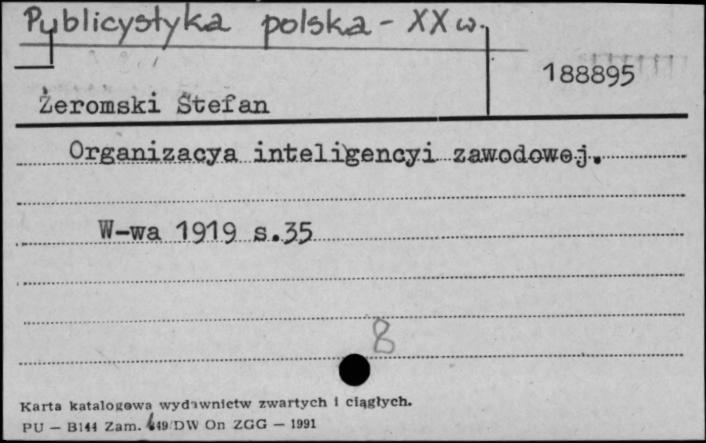 Publicystyka polska - XX w.
188895
Żeromski Stefan
Organizacya inteligencyi zawodowej.
W-wa 1919 s.35
8
Karta katalogowa wydawnictw zwartych i ciągłych.
PU — B144 Zam. 449/DW On ZGG — 1991